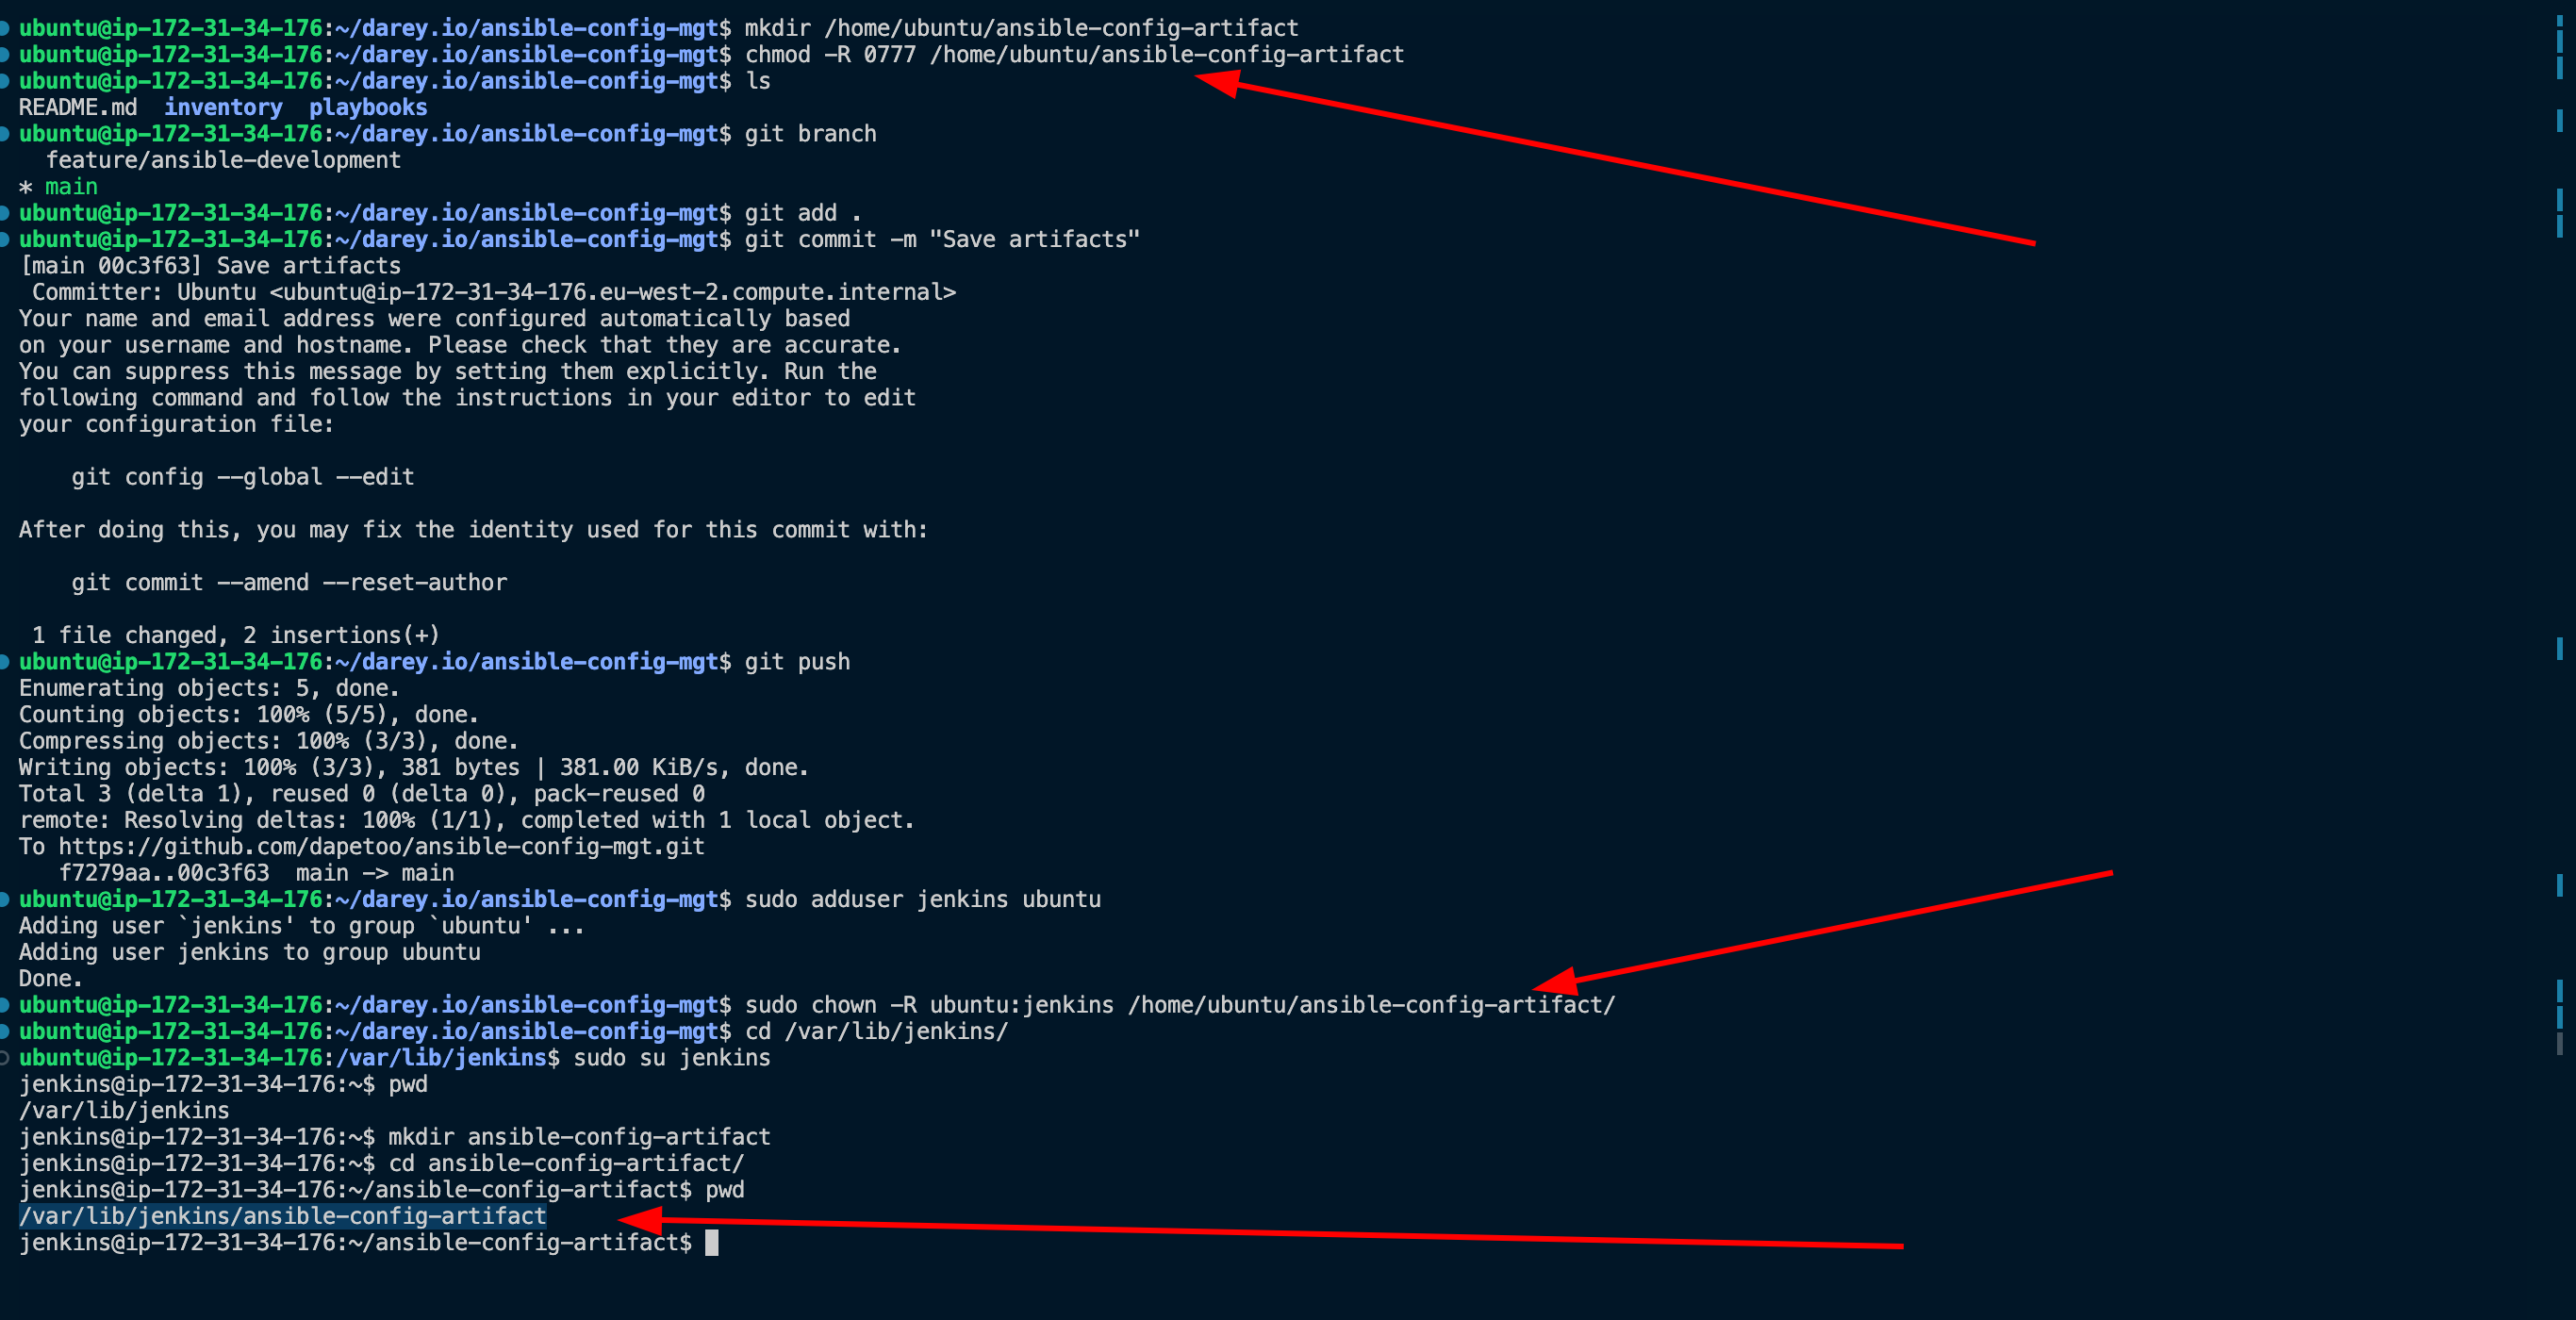 ubuntu@ip-172-31-34-176:~/darey.io/ansible-config-mgt$ mkdir /home/ubuntu/ansible-config-artifact
ubuntu@ip-172-31-34-176:~/darey.io/ansible-config-mgt$ chmod -R 0777 /home/ubuntu/ansible-config-artifact
ubuntu@ip-172-31-34-176:~/darey.io/ansible-config-mgt$ ls
README.md  inventory  playbooks
ubuntu@ip-172-31-34-176:~/darey.io/ansible-config-mgt$ git branch
  feature/ansible-development
* main
ubuntu@ip-172-31-34-176:~/darey.io/ansible-config-mgt$ git add .
ubuntu@ip-172-31-34-176:~/darey.io/ansible-config-mgt$ git commit -m "Save artifacts"
[main 00c3f63] Save artifacts
 Committer: Ubuntu <ubuntu@ip-172-31-34-176.eu-west-2.compute.internal>
Your name and email address were configured automatically based
on your username and hostname. Please check that they are accurate.
You can suppress this message by setting them explicitly. Run the
following command and follow the instructions in your editor to edit
your configuration file:
    git config --global --edit
After doing this, you may fix the identity used for this commit with:
    git commit --amend --reset-author
 1 file changed, 2 insertions(+)
ubuntu@ip-172-31-34-176:~/darey.io/ansible-config-mgt$ git push
Enumerating objects: 5, done.
Counting objects: 100% (5/5), done.
Compressing objects: 100% (3/3), done.
Writing objects: 100% (3/3), 381 bytes | 381.00 KiB/s, done.
Total 3 (delta 1), reused 0 (delta 0), pack-reused 0
remote: Resolving deltas: 100% (1/1), completed with 1 local object.
To https://github.com/dapetoo/ansible-config-mgt.git
   f7279aa..00c3f63  main -> main
ubuntu@ip-172-31-34-176:~/darey.io/ansible-config-mgt$ sudo adduser jenkins ubuntu
Adding user `jenkins' to group `ubuntu' ...
Adding user jenkins to group ubuntu
Done.
ubuntu@ip-172-31-34-176:~/darey.io/ansible-config-mgt$ sudo chown -R ubuntu:jenkins /home/ubuntu/ansible-config-artifact/
ubuntu@ip-172-31-34-176:~/darey.io/ansible-config-mgt$ cd /var/lib/jenkins/
ubuntu@ip-172-31-34-176:/var/lib/jenkins$ sudo su jenkins
jenkins@ip-172-31-34-176:~$ pwd
/var/lib/jenkins
jenkins@ip-172-31-34-176:~$ mkdir ansible-config-artifact
jenkins@ip-172-31-34-176:~$ cd ansible-config-artifact/
jenkins@ip-172-31-34-176:~/ansible-config-artifact$ pwd
/var/lib/jenkins/ansible-config-artifact
jenkins@ip-172-31-34-176:~/ansible-config-artifact$